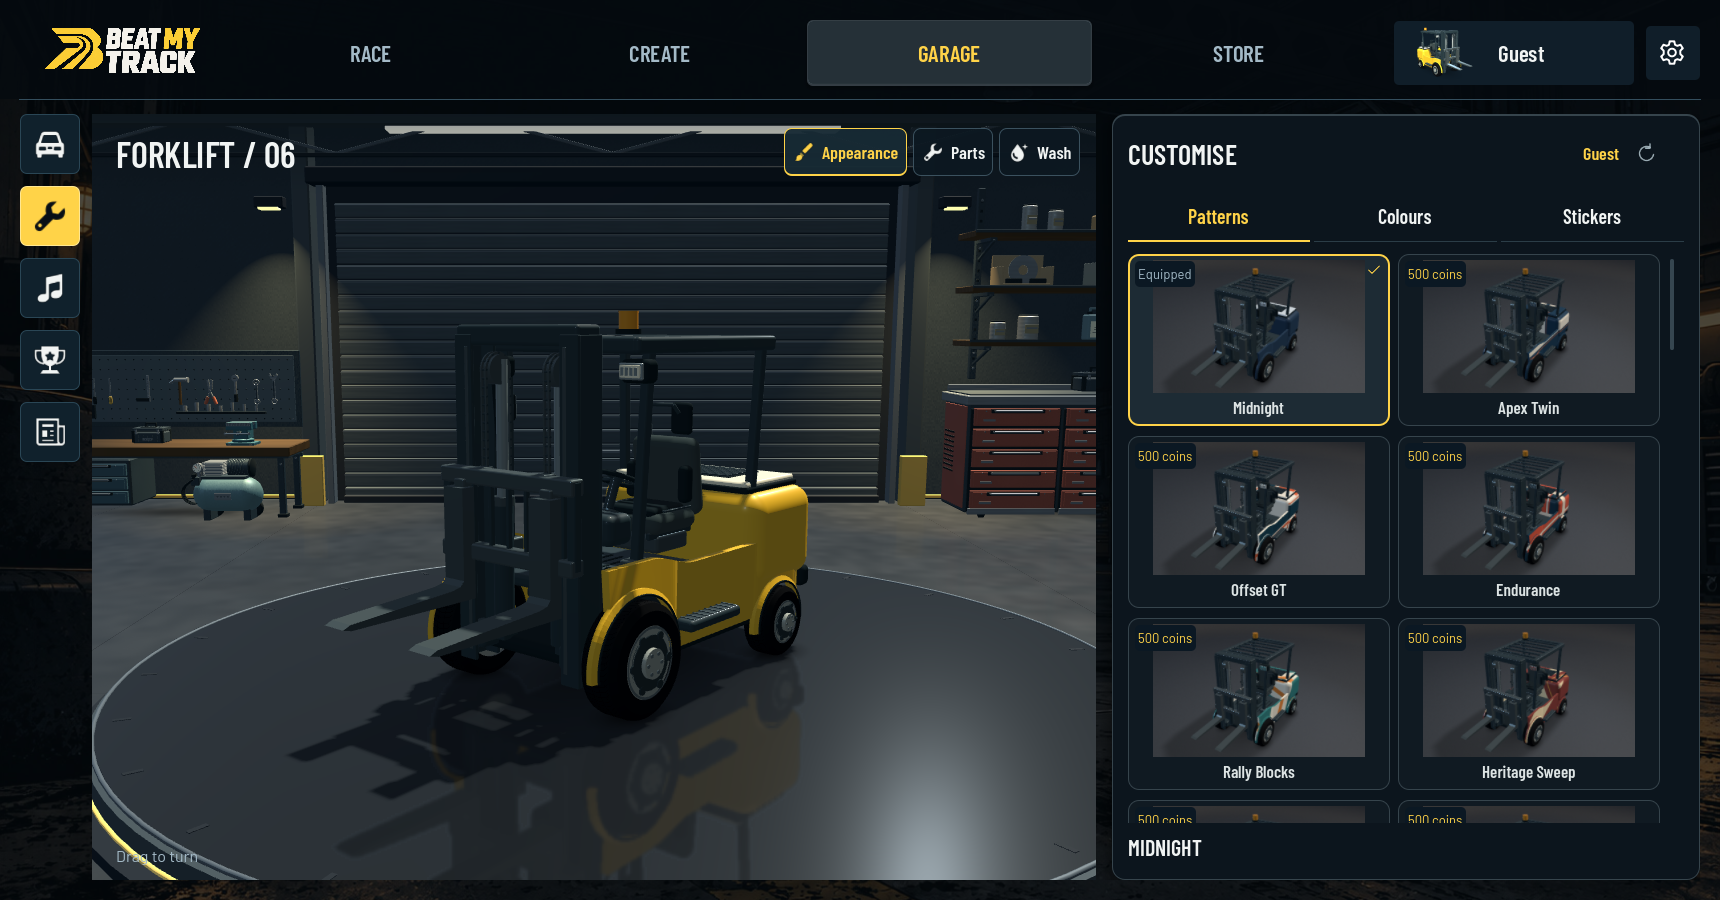 BEAT MY
TRACK
RACE
CREATE
GARAGE
STORE
Guest
FORKLIFT / 06
Appearance
Parts
Wash
CUSTOMISE
Guest
Patterns
Colours
Stickers
Equipped
Midnight
500 coins
Apex Twin
500 coins
Offset GT
500 coins
Endurance
500 coins
Rally Blocks
500 coins
Heritage Sweep
500 coins
500 coins
MIDNIGHT
Drag to turn